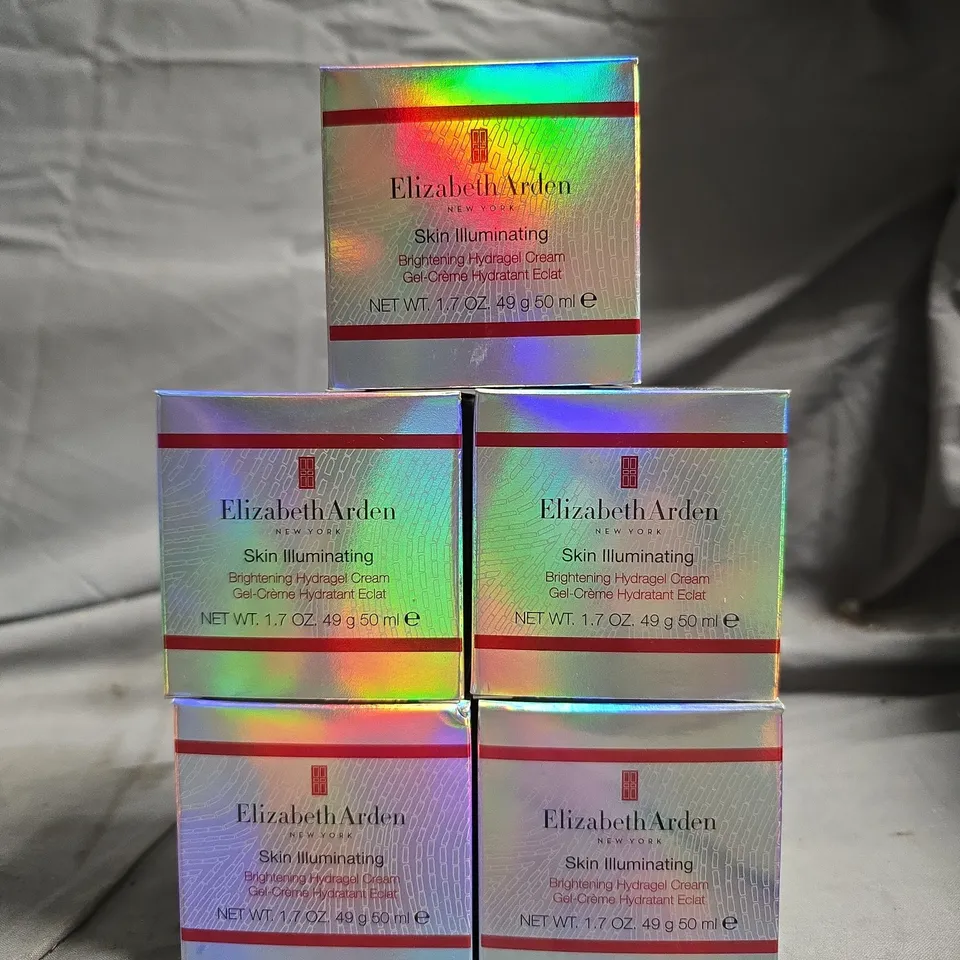 Elizabeth Arden
NEW YORK
Skin Illuminating
Brightening Hydragel Cream
Gel-Crème Hydratant Eclat
NET WT. 1.7 OZ. 49 g 50 ml ℮
Elizabeth Arden
NEW YORK
Skin Illuminating
Brightening Hydragel Cream
Gel-Crème Hydratant Eclat
NET WT. 1.7 OZ. 49 g 50 ml ℮
Elizabeth Arden
NEW YORK
Skin Illuminating
Brightening Hydragel Cream
Gel-Crème Hydratant Eclat
NET WT. 1.7 OZ. 49 g 50 ml ℮
Elizabeth Arden
NEW YORK
Skin Illuminating
Brightening Hydragel Cream
Gel-Crème Hydratant Eclat
NET WT. 1.7 OZ. 49 g 50 ml ℮
Elizabeth Arden
NEW YORK
Skin Illuminating
Brightening Hydragel Cream
Gel-Crème Hydratant Eclat
NET WT. 1.7 OZ. 49 g 50 ml ℮